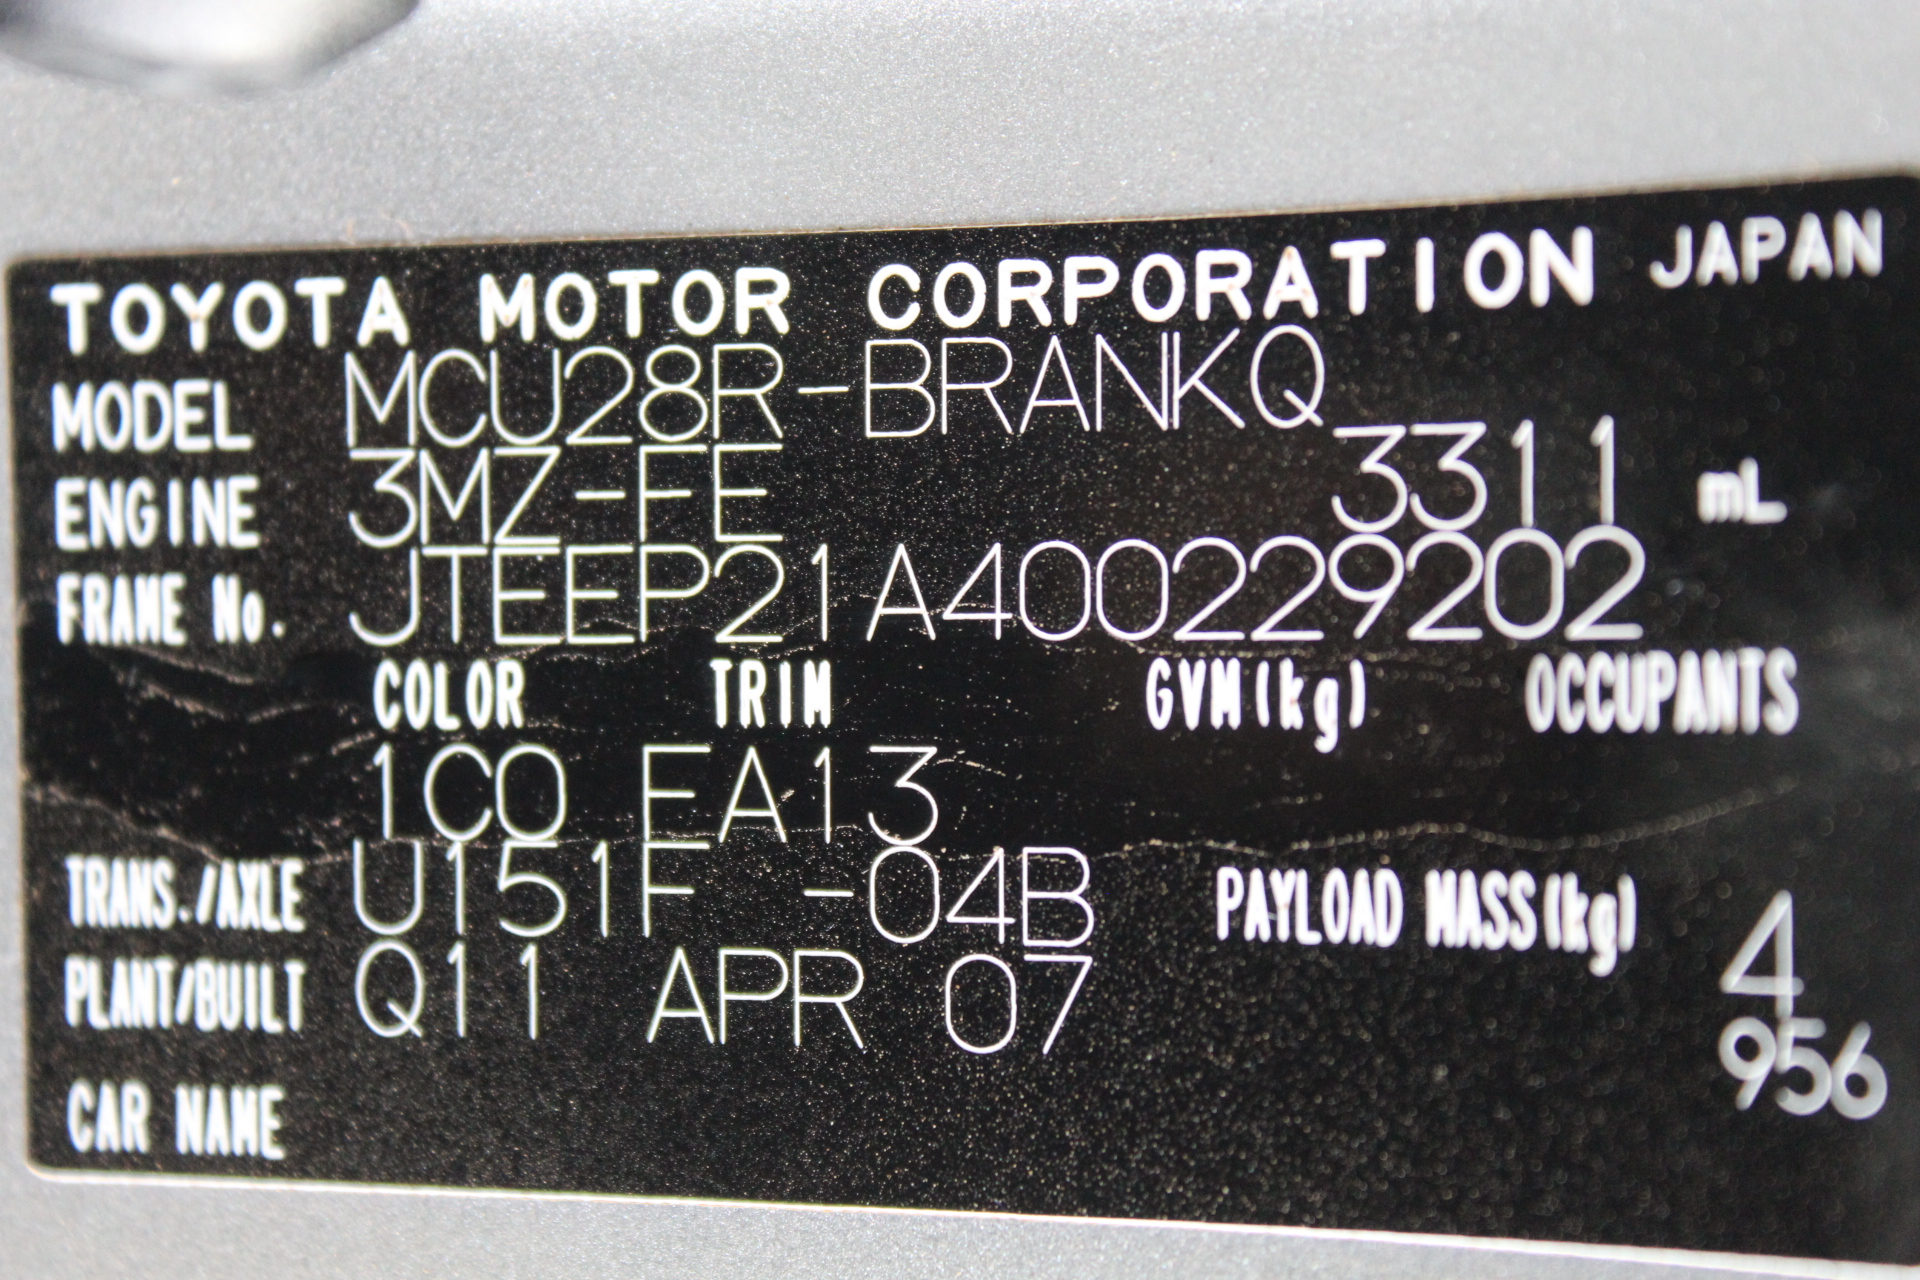 TOYOTA MOTOR CORPORATION JAPAN
MODEL MCU28R-BRANKQ
ENGINE 3MZ-FE 3311 mL
FRAME No. JTEEP21A400229202
COLOR TRIM GVM(kg) OCCUPANTS
1C0 FA13
TRANS./AXLE U151F -04B PAYLOAD MASS(kg) 4
PLANT/BUILT Q11 APR 07 956
CAR NAME